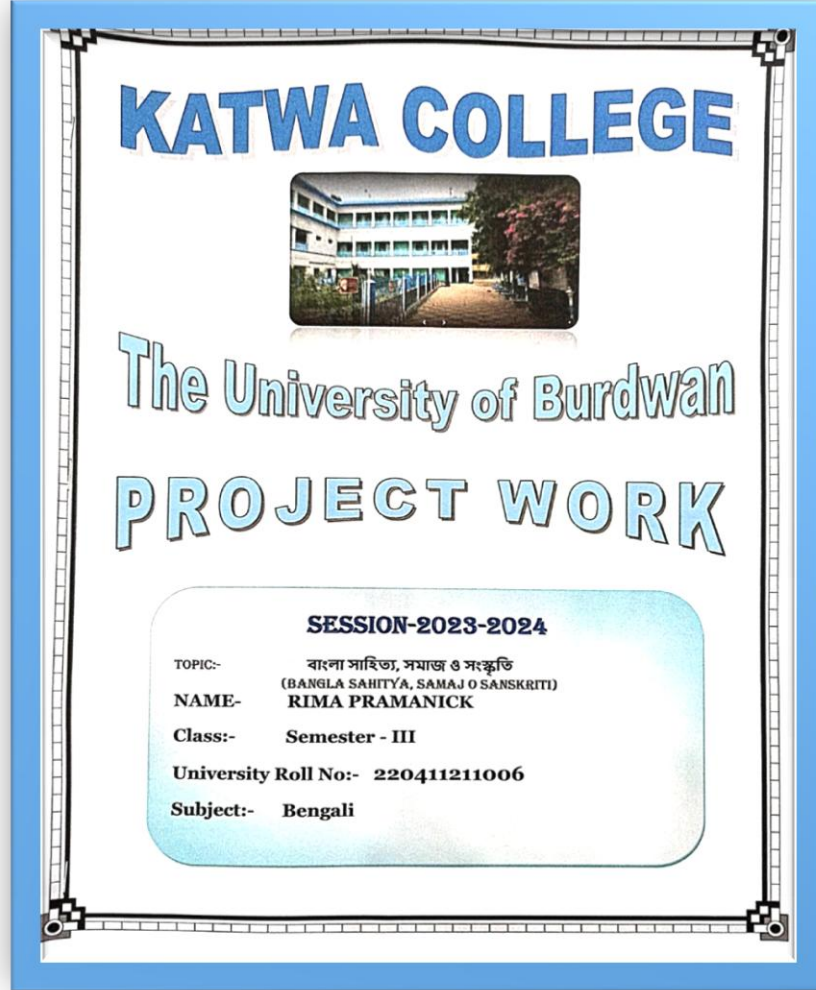 KATWA COLLEGE
The University of Burdwan
PROJECT WORK
SESSION-2023-2024
TOPIC:- বাংলা সাহিত্য, সমাজ ও সংস্কৃতি
(BANGLA SAHITYA, SAMAJ O SANSKRITI)
NAME- RIMA PRAMANICK
Class:- Semester - III
University Roll No:- 220411211006
Subject:- Bengali